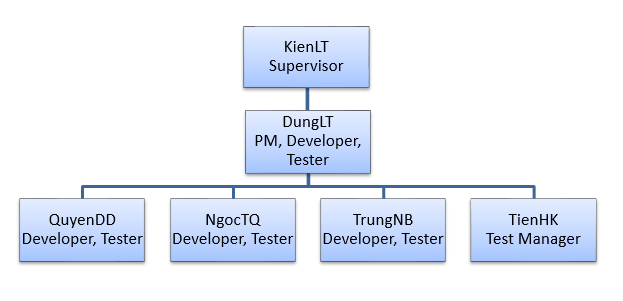 KienLT
Supervisor
DungLT
PM, Developer,
Tester
QuyenDD
Developer, Tester
NgocTQ
Developer, Tester
TrungNB
Developer, Tester
TienHK
Test Manager